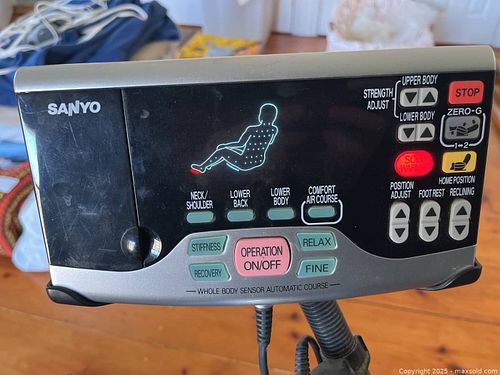 SANYO
UPPER BODY
STRENGTH
ADJUST
LOWER BODY
STOP
ZERO-G
1↔2
HOME POSITION
POSITION
ADJUST
FOOTREST
RECLINING
NECK/
SHOULDER
LOWER
BACK
LOWER
BODY
COMFORT
AIR COURSE
STIFFNESS
RECOVERY
OPERATION
ON/OFF
RELAX
FINE
WHOLE BODY SENSOR AUTOMATIC COURSE
Copyright 2025 - maxsold.com